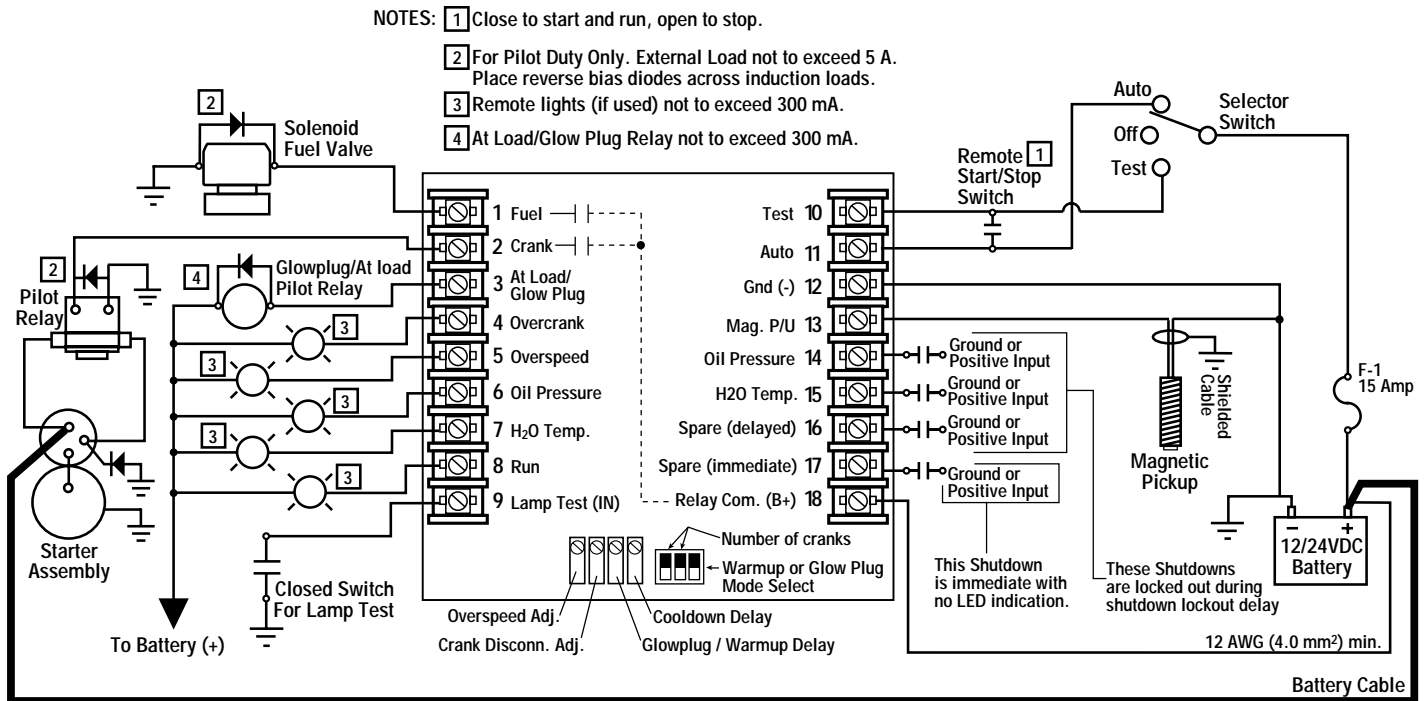 NOTES: 1 Close to start and run, open to stop.
2 For Pilot Duty Only. External Load not to exceed 5 A.
Place reverse bias diodes across induction loads.
3 Remote lights (if used) not to exceed 300 mA.
4 At Load/Glow Plug Relay not to exceed 300 mA.
2
Solenoid
Fuel Valve
2
Pilot
Relay
4
Glowplug/At load
Pilot Relay
3
3
3
3
3
Starter
Assembly
To Battery (+)
Closed Switch
For Lamp Test
1 Fuel
2 Crank
3 At Load/
Glow Plug
4 Overcrank
5 Overspeed
6 Oil Pressure
7 H2O Temp.
8 Run
9 Lamp Test (IN)
Test 10
Auto 11
Gnd (-) 12
Mag. P/U 13
Oil Pressure 14
H2O Temp. 15
Spare (delayed) 16
Spare (immediate) 17
Relay Com. (B+) 18
Number of cranks
Warmup or Glow Plug
Mode Select
Overspeed Adj.
Crank Disconn. Adj.
Cooldown Delay
Glowplug / Warmup Delay
Auto
Off
Test
Selector
Switch
Remote 1
Start/Stop
Switch
Ground or
Positive Input
Ground or
Positive Input
Ground or
Positive Input
Ground or
Positive Input
Shielded
Cable
Magnetic
Pickup
F-1
15 Amp
- +
12/24VDC
Battery
This Shutdown
is immediate with
no LED indication.
These Shutdowns
are locked out during
shutdown lockout delay
12 AWG (4.0 mm²) min.
Battery Cable